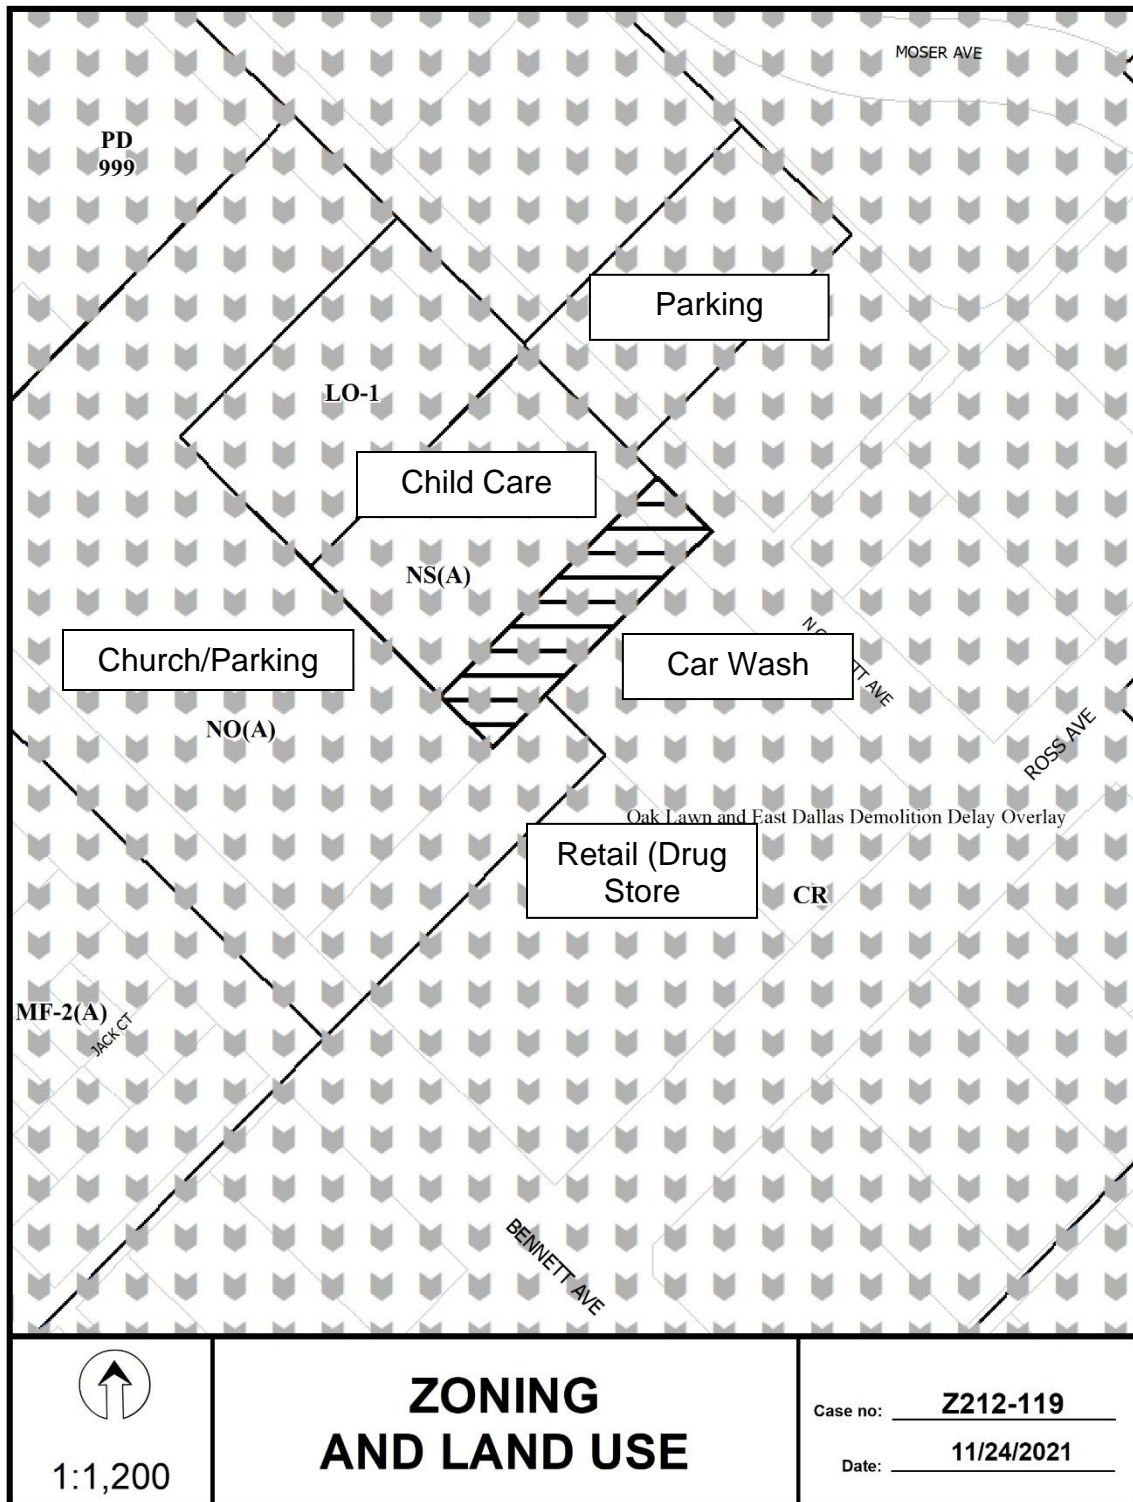 MOSER AVE
PD
999
Parking
LO-1
Child Care
NS(A)
Church/Parking
Car Wash
NO(A)
ROSS AVE
Oak Lawn and East Dallas Demolition Delay Overlay
Retail (Drug
Store
CR
MF-2(A)
JACK CT
BENNETT AVE
1:1,200
ZONING
AND LAND USE
Case no: Z212-119
Date: 11/24/2021